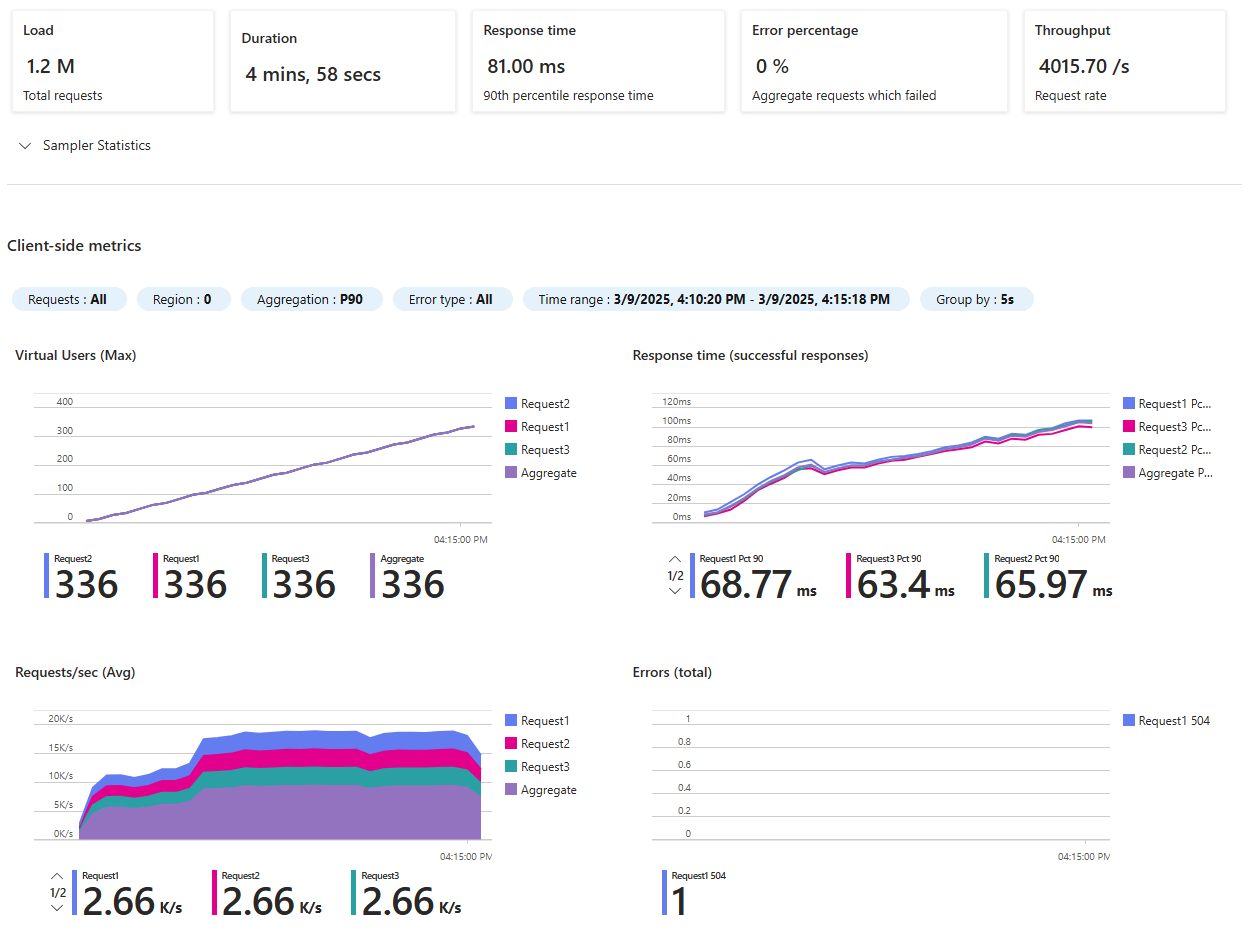 Load
1.2 M
Total requests
Duration
4 mins, 58 secs
Response time
81.00 ms
90th percentile response time
Error percentage
0 %
Aggregate requests which failed
Throughput
4015.70 /s
Request rate
Sampler Statistics
Client-side metrics
Requests : All
Region : 0
Aggregation : P90
Error type : All
Time range : 3/9/2025, 4:10:20 PM - 3/9/2025, 4:15:18 PM
Group by : 5s
Virtual Users (Max)
400
300
200
100
0
04:15:00 PM
Request2
Request1
Request3
Aggregate
Request2
336
Request1
336
Request3
336
Aggregate
336
Response time (successful responses)
120ms
100ms
80ms
60ms
40ms
20ms
0ms
04:15:00 PM
Request1 Pc...
Request3 Pc...
Request2 Pc...
Aggregate P...
1/2
Request1 Pct 90
68.77 ms
Request3 Pct 90
63.4 ms
Request2 Pct 90
65.97 ms
Requests/sec (Avg)
20K/s
15K/s
10K/s
5K/s
0K/s
04:15:00 PM
Request1
Request2
Request3
Aggregate
1/2
Request1
2.66 K/s
Request2
2.66 K/s
Request3
2.66 K/s
Errors (total)
1
0.8
0.6
0.4
0.2
0
04:15:00 PM
Request1 504
Request1 504
1